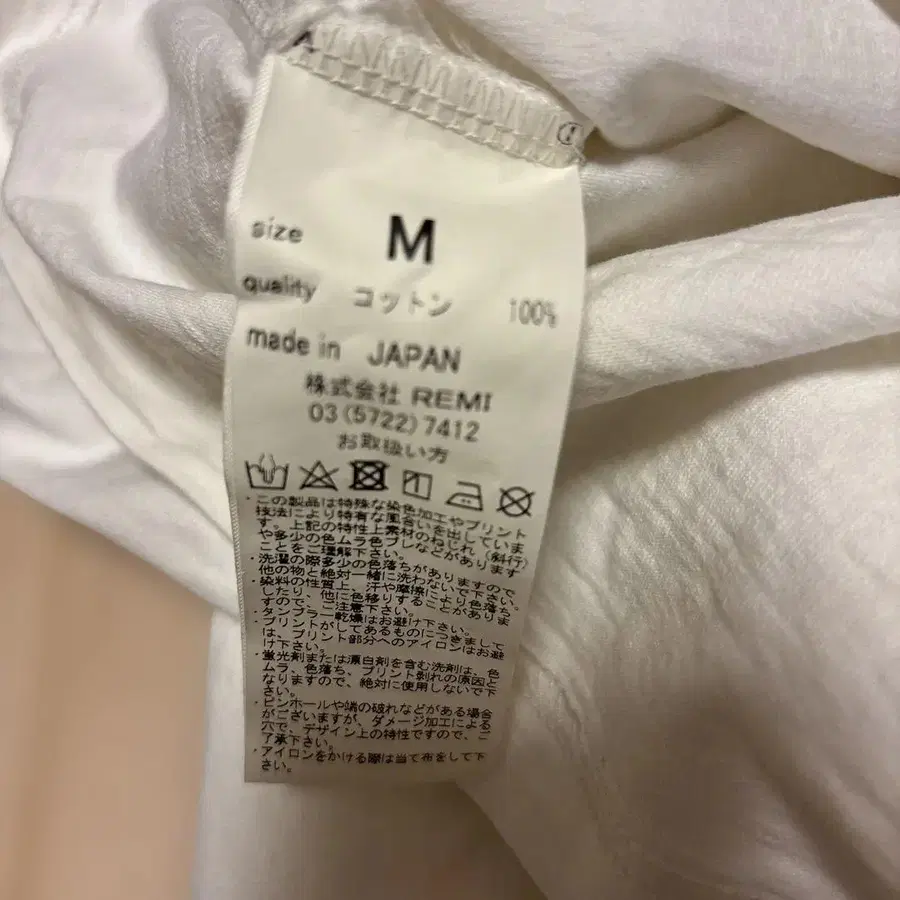 size M
quality コットン 100%
made in JAPAN
株式会社 REMI
03(5722)7412
お取扱い方
・この製品は特殊な染色加工やプリント
技法により特有な風合いを出していま
す。上記の特性上素材のねじれ（斜行）
や多少の色ムラ色ブレなどがあります
ことをご理解下さい。
・洗濯の際多少の色落ちがありますので
他の物と絶対一緒に洗わないで下さい。
・染料の性質上、汗や摩擦により色落ち
したり、他に色移りすることがありま
すので、ご注意下さい。
・タンブラー乾燥はお避け下さい。
・プリントがしてあるものにつきまして
は、プリント部分へのアイロンはお避
け下さい。
・蛍光剤または漂白剤を含む洗剤は、色
ムラ、色落ち、プリント剥れの原因と
なりますので、絶対に使用しないで下
さい。
・ピンホールや端の破れなどがある場合
がございますが、ダメージ加工による
穴で、デザイン上の特性ですので、ご
了承下さい。
・アイロンをかける際は当て布をして下
さい。